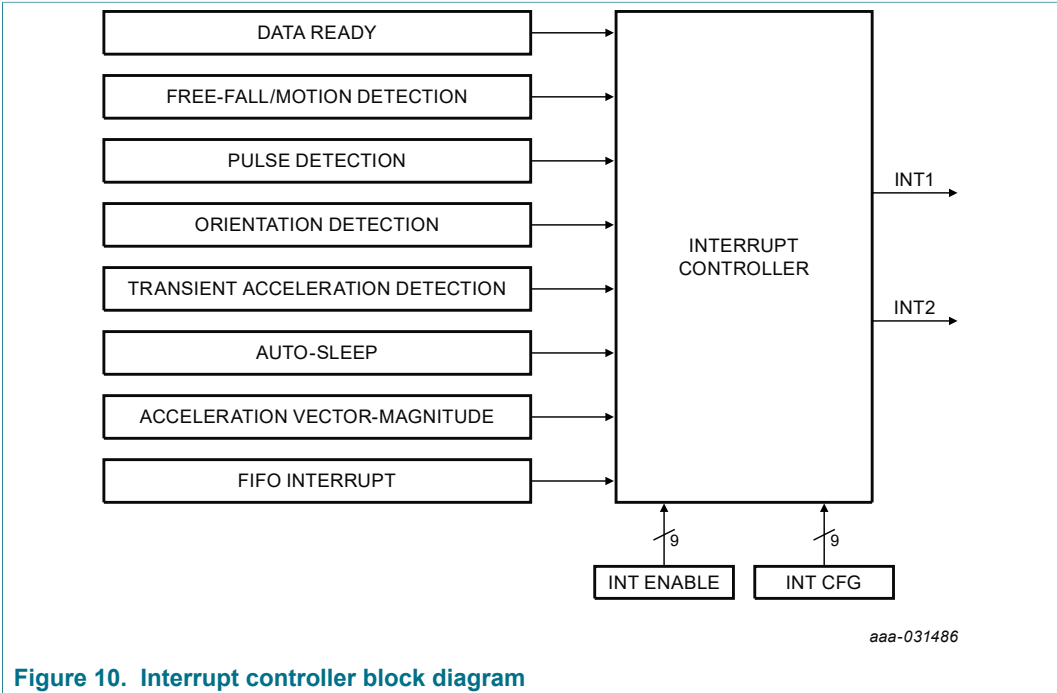 DATA READY
FREE-FALL/MOTION DETECTION
PULSE DETECTION
ORIENTATION DETECTION
TRANSIENT ACCELERATION DETECTION
AUTO-SLEEP
ACCELERATION VECTOR-MAGNITUDE
FIFO INTERRUPT
INTERRUPT
CONTROLLER
INT1
INT2
9
9
INT ENABLE
INT CFG
aaa-031486
Figure 10. Interrupt controller block diagram